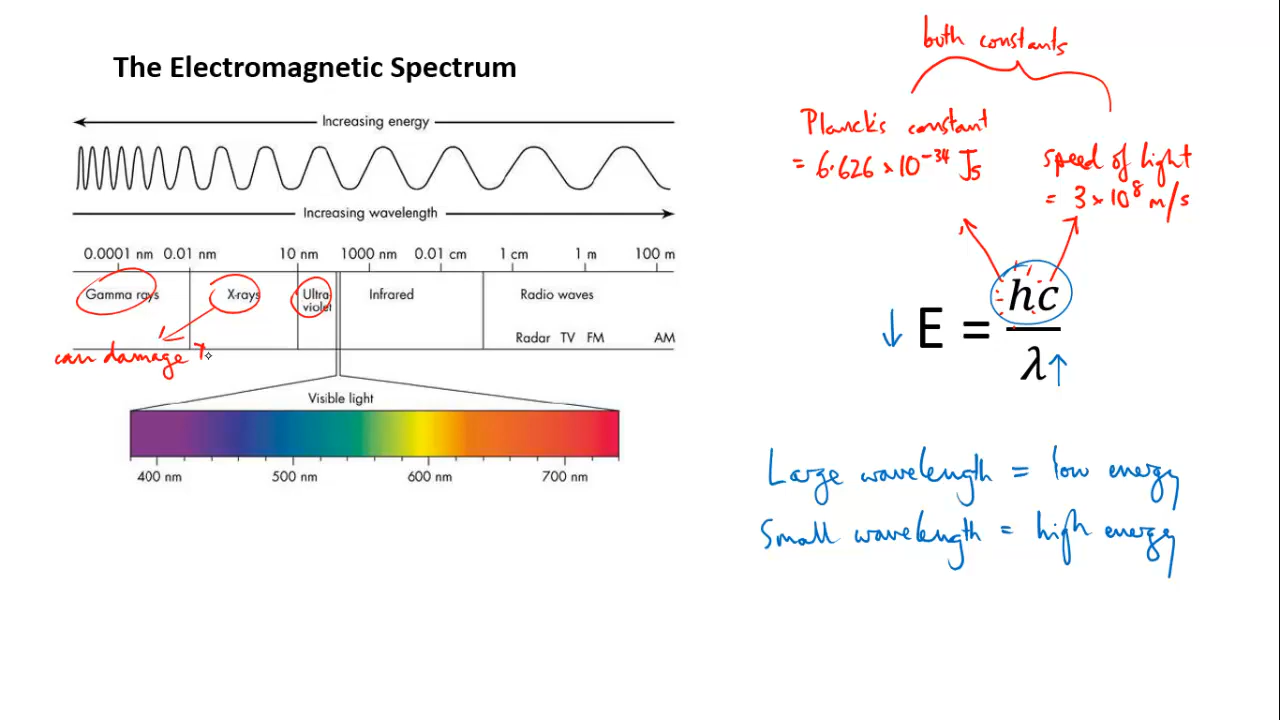 The Electromagnetic Spectrum
Increasing energy
Increasing wavelength
0.0001 nm 0.01 nm 10 nm 1000 nm 0.01 cm 1 cm 1 m 100 m
Gamma rays X-rays Ultra violet Infrared Radio waves
Radar TV FM AM
can damage
Visible light
400 nm 500 nm 600 nm 700 nm
both constants
Planck's constant
= 6.626 × 10⁻³⁴ Js
speed of light
= 3 × 10⁸ m/s
↓ E = hc / λ ↑
Large wavelength = low energy
Small wavelength = high energy